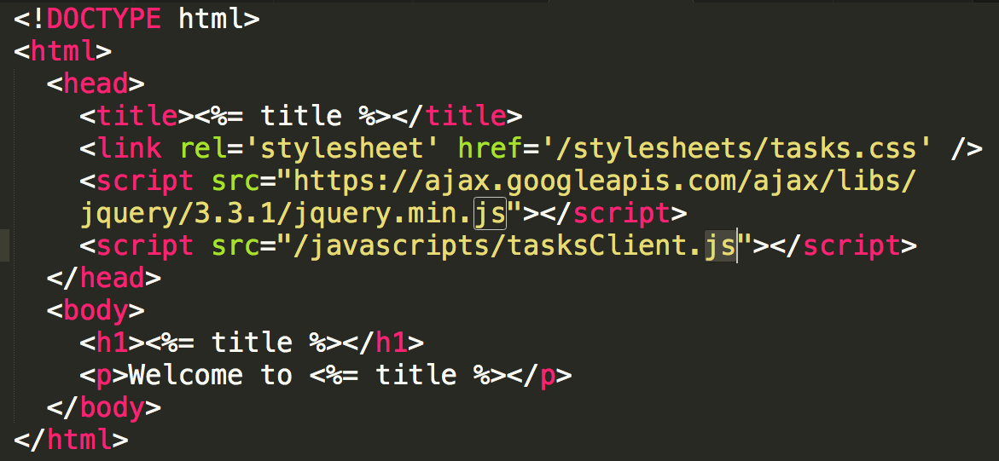 <!DOCTYPE html>
<html>
  <head>
    <title><%= title %></title>
    <link rel='stylesheet' href='/stylesheets/tasks.css' />
    <script src="https://ajax.googleapis.com/ajax/libs/
    jquery/3.3.1/jquery.min.js"></script>
    <script src="/javascripts/tasksClient.js"></script>
  </head>
  <body>
    <h1><%= title %></h1>
    <p>Welcome to <%= title %></p>
  </body>
</html>